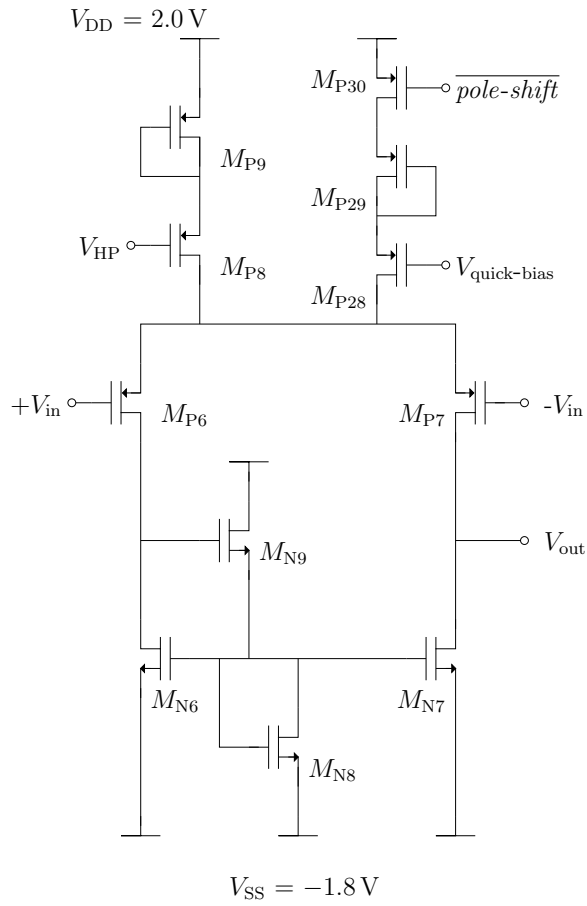 V_DD = 2.0 V
M_P30
\overline{pole-shift}
M_P9
M_P29
V_HP
M_P8
V_quick-bias
M_P28
+V_in
M_P6
M_P7
-V_in
M_N9
V_out
M_N6
M_N7
M_N8
V_SS = −1.8 V